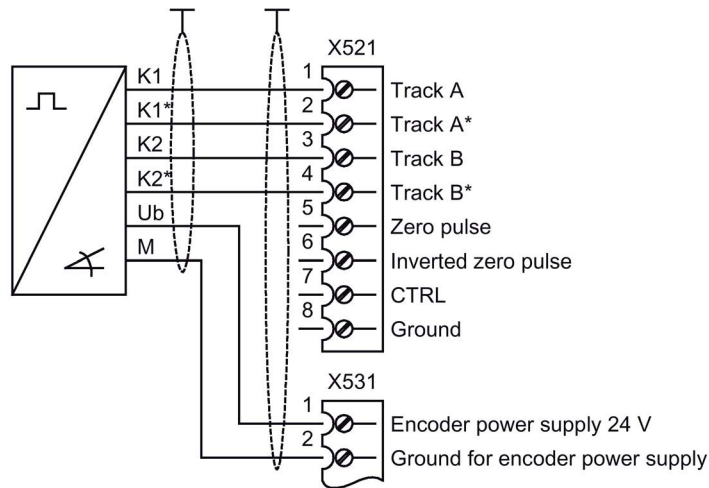 X521
K1 1 Track A
K1* 2 Track A*
K2 3 Track B
K2* 4 Track B*
Ub 5 Zero pulse
M 6 Inverted zero pulse
7 CTRL
8 Ground
X531
1 Encoder power supply 24 V
2 Ground for encoder power supply